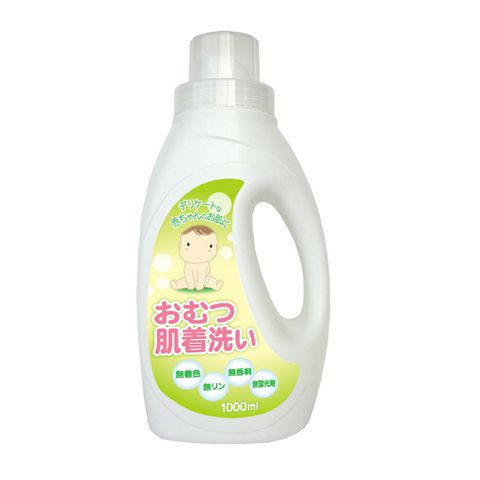 デリケートな
赤ちゃんのお肌に
おむつ
肌着洗い
無着色
無香料
無リン
無蛍光剤
1000ml